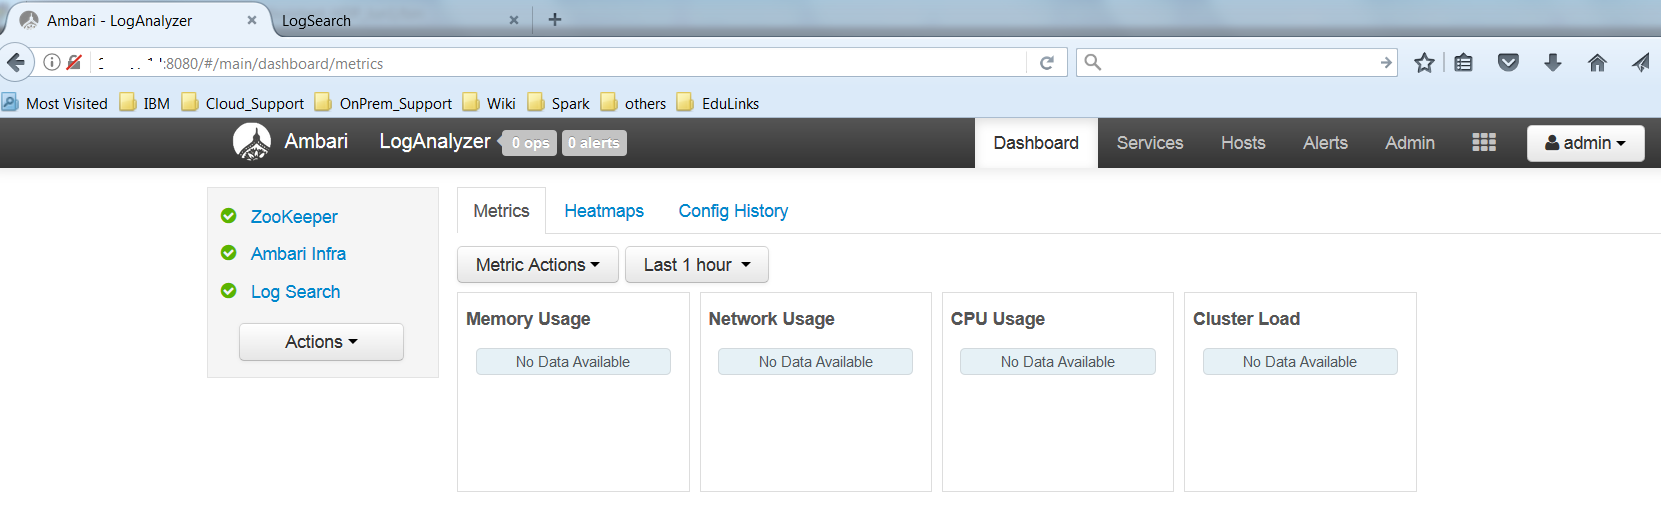 Ambari - LogAnalyzer LogSearch
:8080/#/main/dashboard/metrics
Most Visited IBM Cloud_Support OnPrem_Support Wiki Spark others EduLinks
Ambari LogAnalyzer 0 ops 0 alerts Dashboard Services Hosts Alerts Admin admin
ZooKeeper
Ambari Infra
Log Search
Actions
Metrics Heatmaps Config History
Metric Actions Last 1 hour
Memory Usage Network Usage CPU Usage Cluster Load
No Data Available No Data Available No Data Available No Data Available